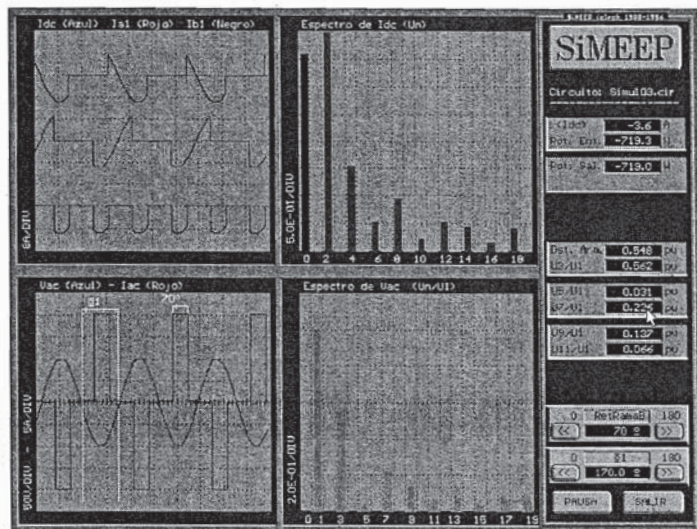 Idc (Azul) Ia1 (Rojo) - Ib1 (Negro)
6A/DIV
Espectro de Idc (Un)
5.0E-01/DIV
0 2 4 6 8 10 12 14 16 18
Vac (Azul) - Iac (Rojo)
α1
70°
50V/DIV - 5A/DIV
Espectro de Vac (Un/U1)
2.0E-01/DIV
0 1 3 5 7 9 11 13 15 17 19
SiMEEP
Circuito: Simul03.cir
-3.6 A
Pot. Ent. -719.3 W
Pot. Sal. -719.0 W
Dst. Arm. 0.548 pu
U3/U1 0.562 pu
U5/U1 0.031 pu
U7/U1 0.226 pu
U9/U1 0.137 pu
U11/U1 0.066 pu
0 RetRamaB 180
<< 70 º >>
0 α1 180
<< 170.0 º >>
PAUSA SALIR